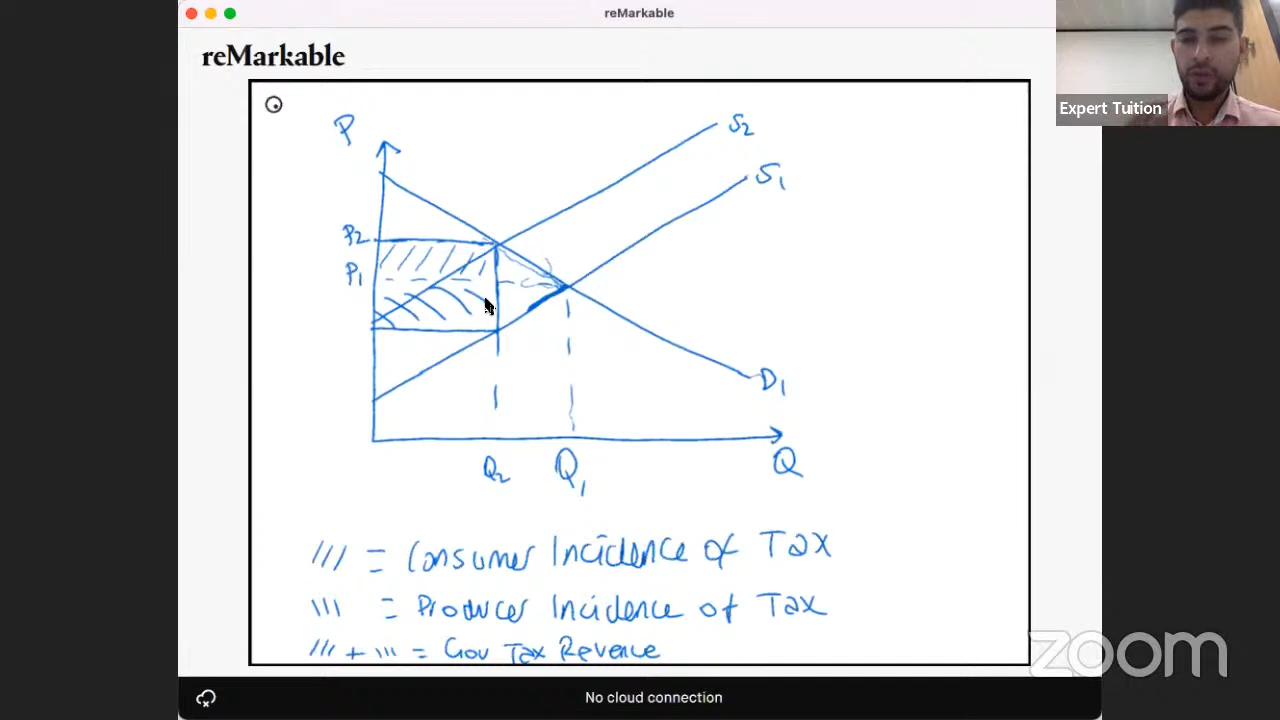 reMarkable
reMarkable
Expert Tuition
P
S2
S1
P2
P1
D1
Q2
Q1
Q
/// = Consumer Incidence of Tax
\\\ = Producer Incidence of Tax
/// + \\\ = Gov Tax Revenue
zoom
No cloud connection